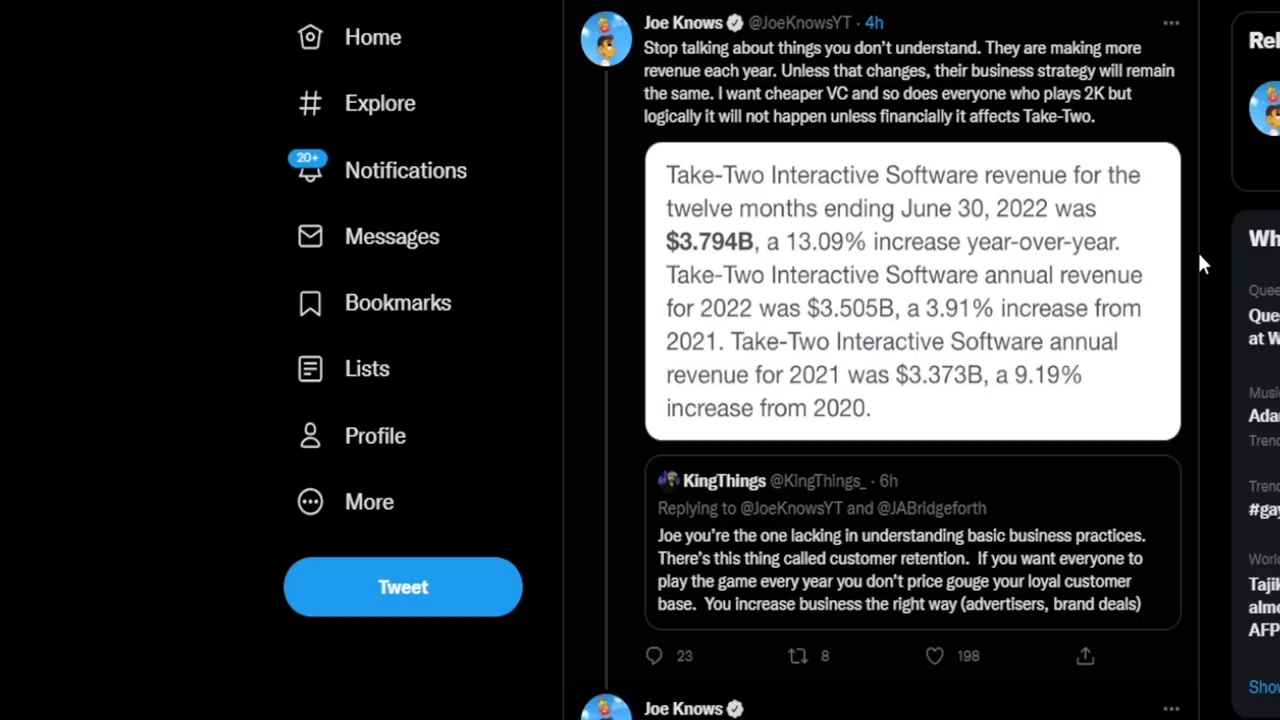 Home
Explore
20+
Notifications
Messages
Bookmarks
Lists
Profile
More
Tweet
Joe Knows @JoeKnowsYT · 4h
Stop talking about things you don't understand. They are making more
revenue each year. Unless that changes, their business strategy will remain
the same. I want cheaper VC and so does everyone who plays 2K but
logically it will not happen unless financially it affects Take-Two.
Take-Two Interactive Software revenue for the
twelve months ending June 30, 2022 was
$3.794B, a 13.09% increase year-over-year.
Take-Two Interactive Software annual revenue
for 2022 was $3.505B, a 3.91% increase from
2021. Take-Two Interactive Software annual
revenue for 2021 was $3.373B, a 9.19%
increase from 2020.
KingThings @KingThings_ · 6h
Replying to @JoeKnowsYT and @JABridgeforth
Joe you're the one lacking in understanding basic business practices.
There's this thing called customer retention. If you want everyone to
play the game every year you don't price gouge your loyal customer
base. You increase business the right way (advertisers, brand deals)
23 8 198
Joe Knows
Rel
Wh
Quee
Que
at W
Musi
Ada
Trend
Trend
#ga
World
Tajik
almo
AFP
Show